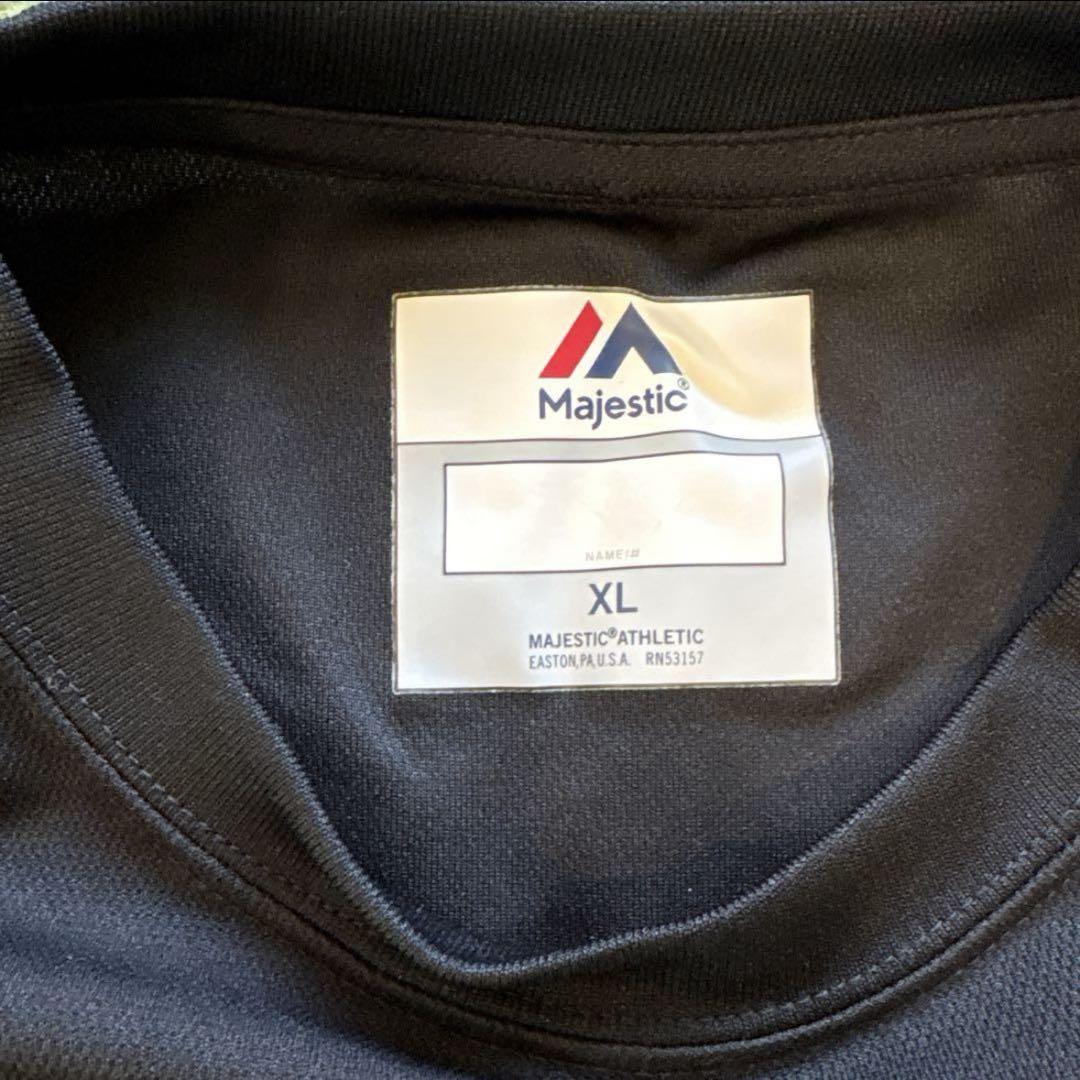 Majestic®
NAME/#
XL
MAJESTIC® ATHLETIC
EASTON, PA, U.S.A. RN53157